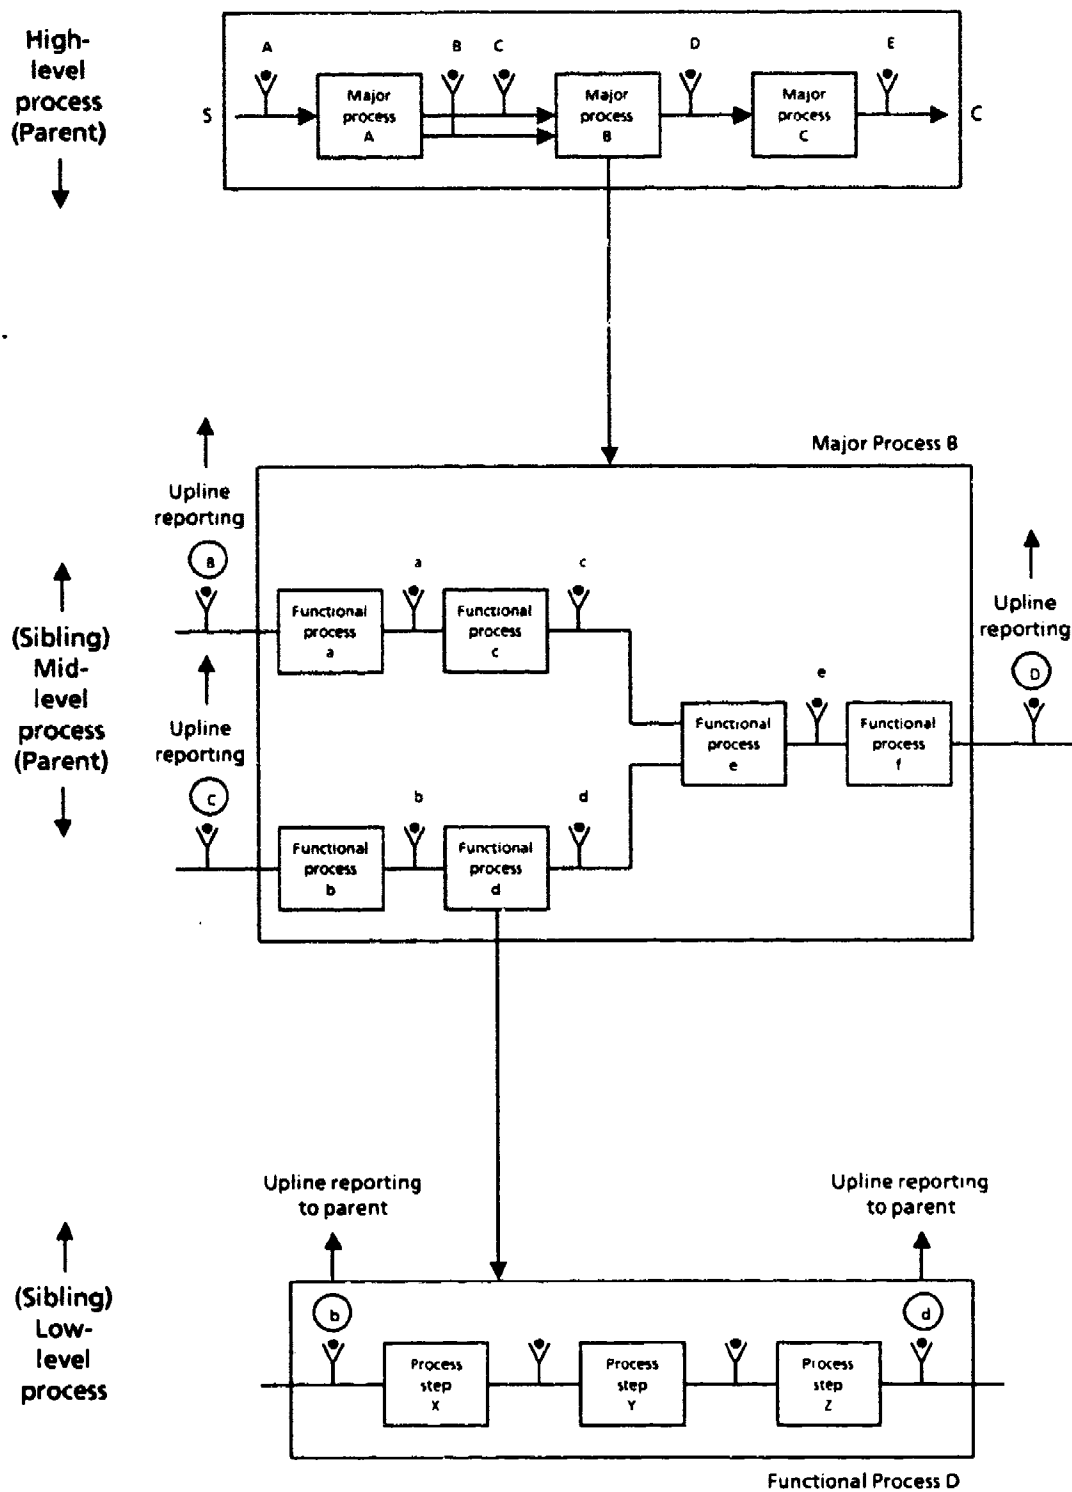 High-
level
process
(Parent)
A
B
C
D
E
S
Major
process
A
Major
process
B
Major
process
C
C
Major Process B
Upline
reporting
B
a
c
Functional
process
a
Functional
process
c
(Sibling)
Mid-
level
process
(Parent)
Upline
reporting
D
e
Functional
process
e
Functional
process
f
Upline
reporting
C
b
d
Functional
process
b
Functional
process
d
Upline reporting
to parent
Upline reporting
to parent
(Sibling)
Low-
level
process
b
d
Process
step
X
Process
step
Y
Process
step
Z
Functional Process D